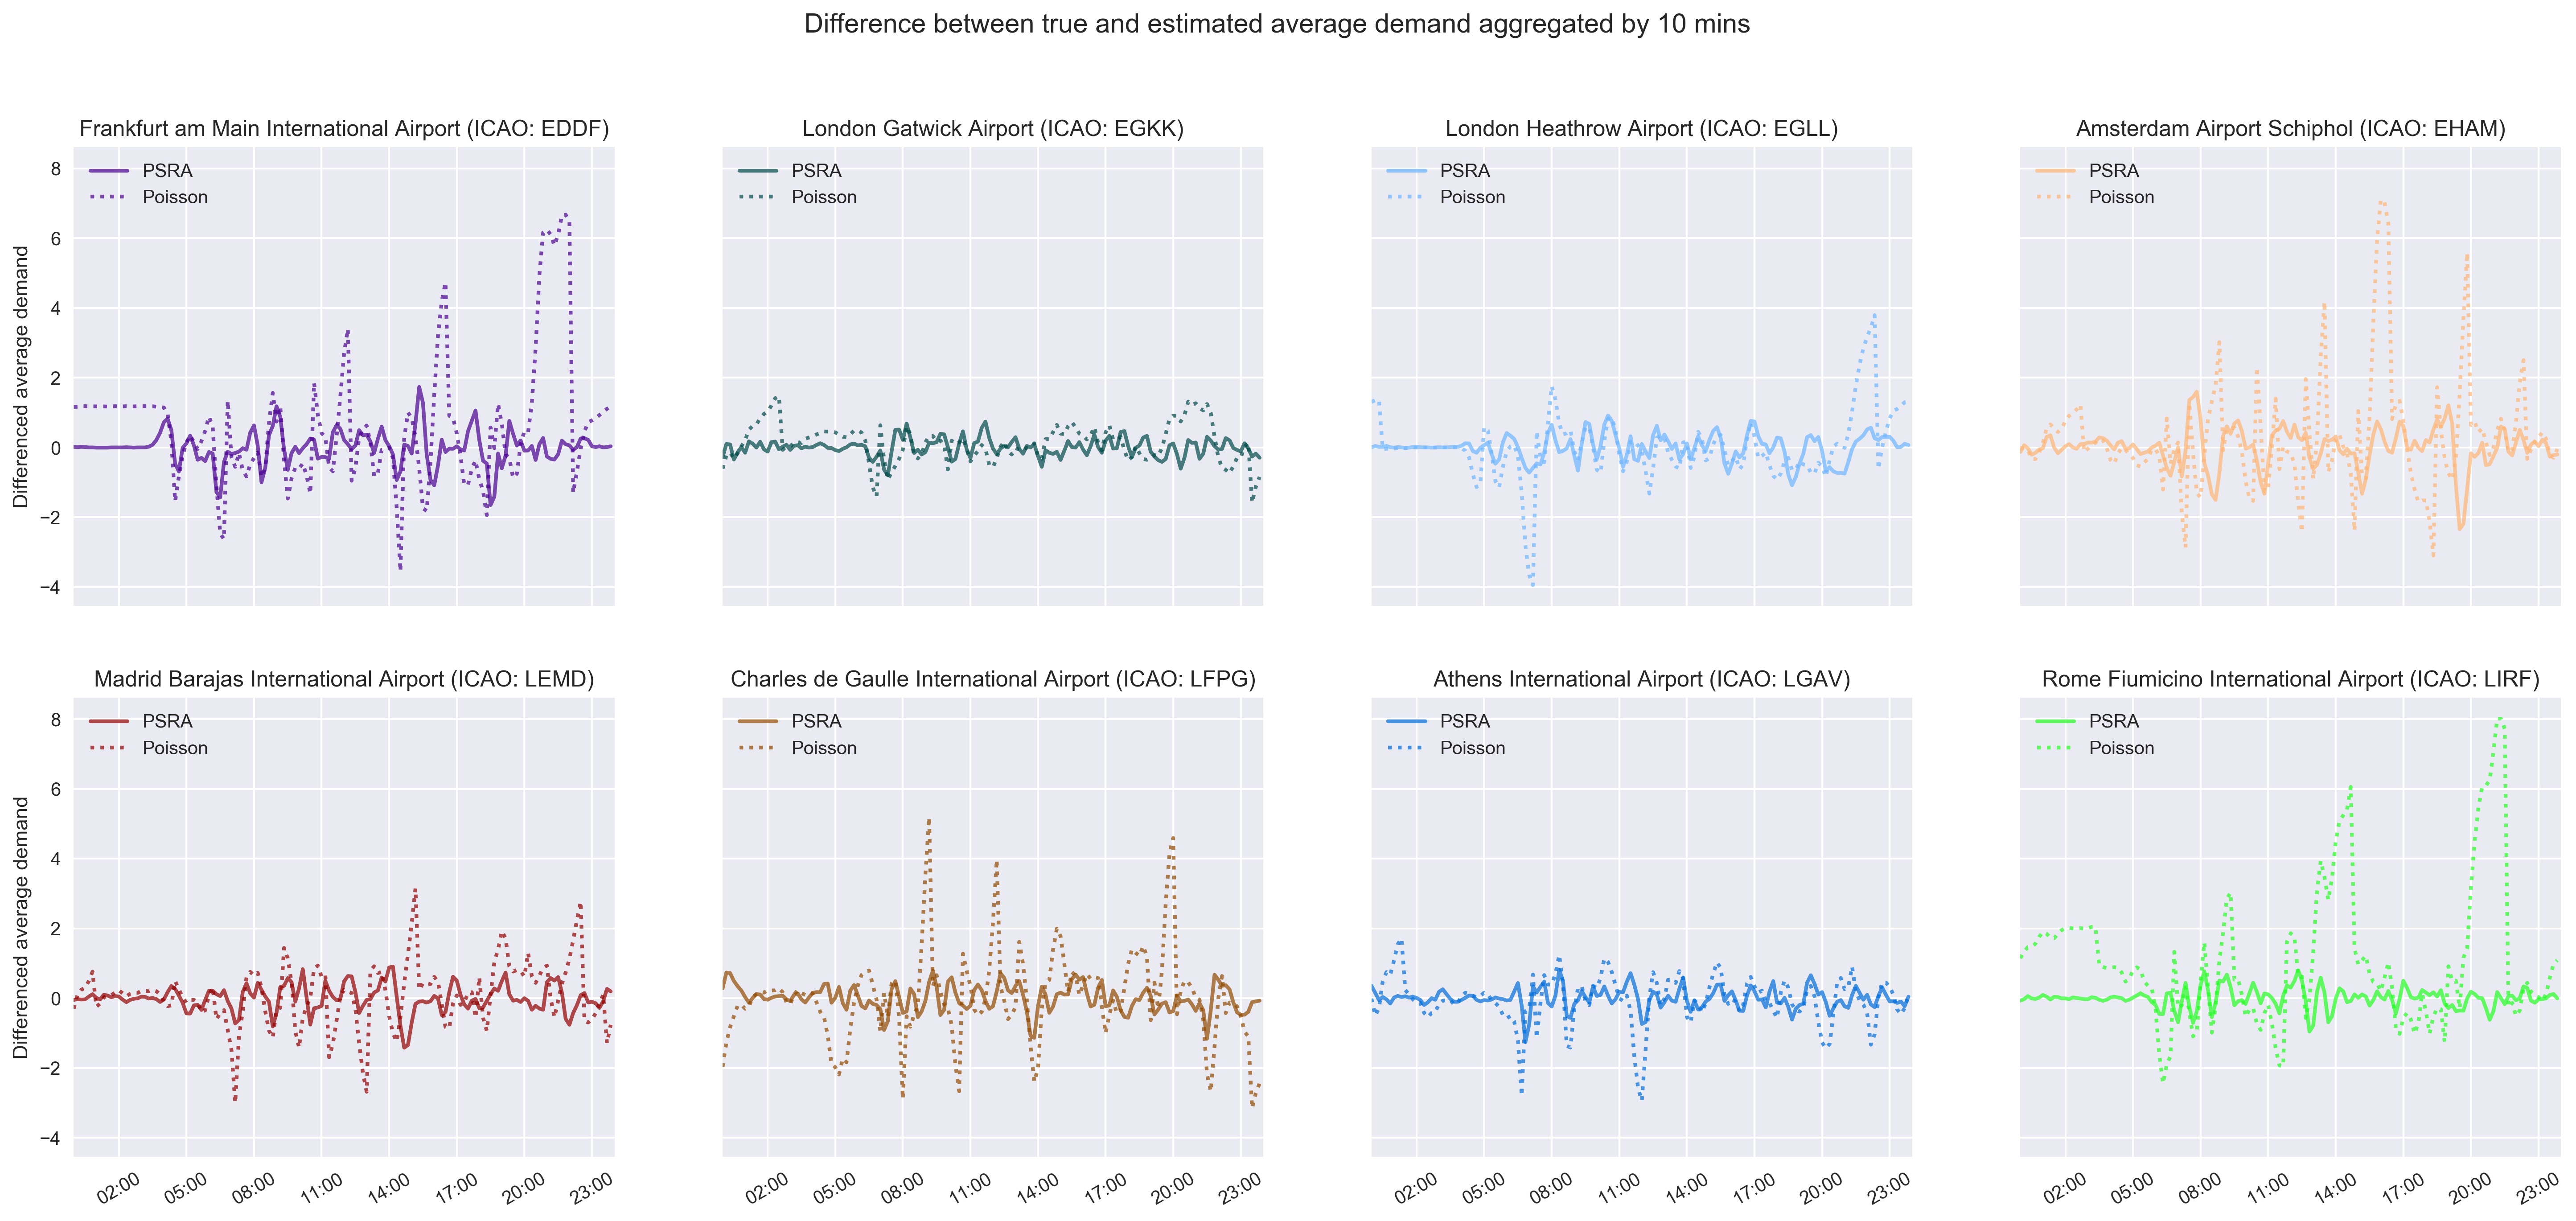 Difference between true and estimated average demand aggregated by 10 mins
Frankfurt am Main International Airport (ICAO: EDDF)
London Gatwick Airport (ICAO: EGKK)
London Heathrow Airport (ICAO: EGLL)
Amsterdam Airport Schiphol (ICAO: EHAM)
PSRA
Poisson
PSRA
Poisson
PSRA
Poisson
PSRA
Poisson
Differenced average demand
8
6
4
2
0
−2
−4
Madrid Barajas International Airport (ICAO: LEMD)
Charles de Gaulle International Airport (ICAO: LFPG)
Athens International Airport (ICAO: LGAV)
Rome Fiumicino International Airport (ICAO: LIRF)
PSRA
Poisson
PSRA
Poisson
PSRA
Poisson
PSRA
Poisson
Differenced average demand
8
6
4
2
0
−2
−4
02:00 05:00 08:00 11:00 14:00 17:00 20:00 23:00
02:00 05:00 08:00 11:00 14:00 17:00 20:00 23:00
02:00 05:00 08:00 11:00 14:00 17:00 20:00 23:00
02:00 05:00 08:00 11:00 14:00 17:00 20:00 23:00